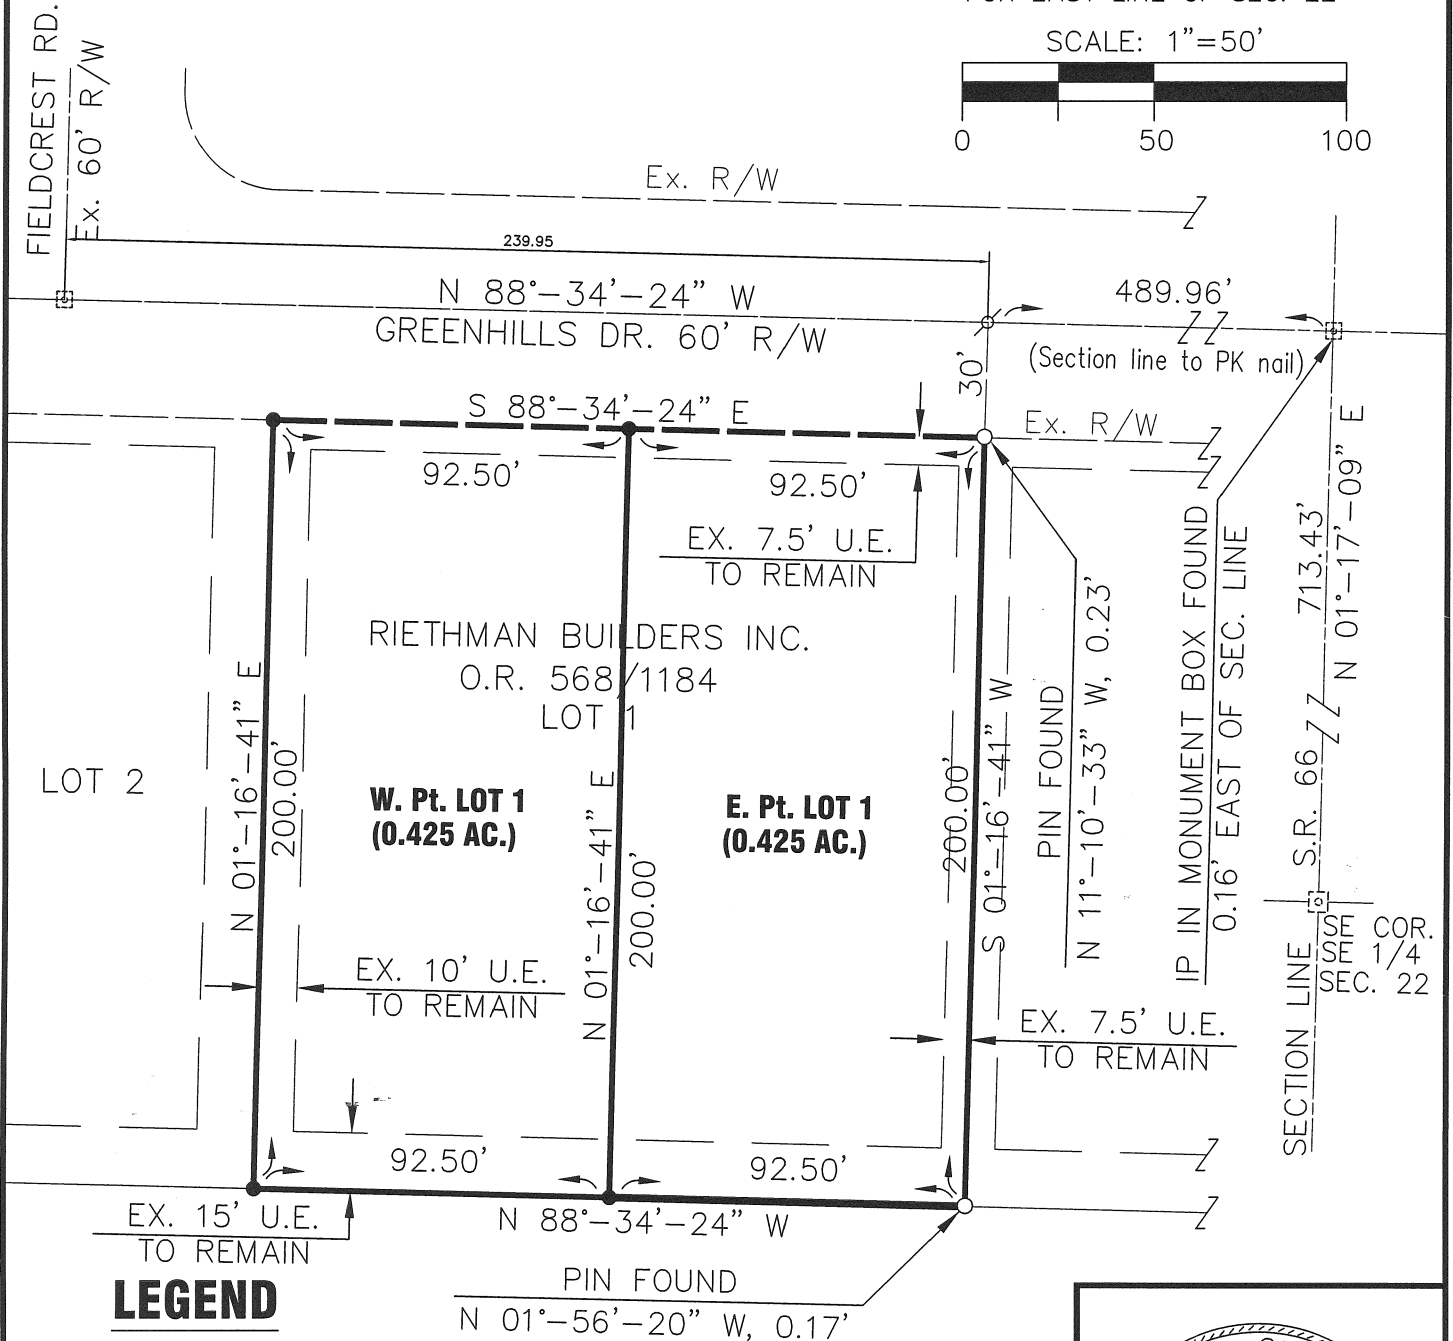 SCALE: 1"=50'
0 50 100
FIELDCREST RD.
Ex. 60' R/W
Ex. R/W
239.95
N 88°-34'-24" W
GREENHILLS DR. 60' R/W
489.96'
(Section line to PK nail)
30'
S 88°-34'-24" E
Ex. R/W
92.50'
92.50'
EX. 7.5' U.E.
TO REMAIN
RIETHMAN BUILDERS INC.
O.R. 568/1184
LOT 1
LOT 2
N 01°-16'-41" E
200.00'
W. Pt. LOT 1
(0.425 AC.)
N 01°-16'-41" E
200.00'
E. Pt. LOT 1
(0.425 AC.)
200.00'
S 01°-16'-41" W
PIN FOUND
N 11°-10'-33" W, 0.23'
IP IN MONUMENT BOX FOUND
0.16' EAST OF SEC. LINE
S.R. 66
713.43'
N 01°-17'-09" E
SE COR.
SE 1/4
SEC. 22
SECTION LINE
EX. 10' U.E.
TO REMAIN
EX. 7.5' U.E.
TO REMAIN
92.50'
92.50'
EX. 15' U.E.
TO REMAIN
N 88°-34'-24" W
PIN FOUND
N 01°-56'-20" W, 0.17'
LEGEND